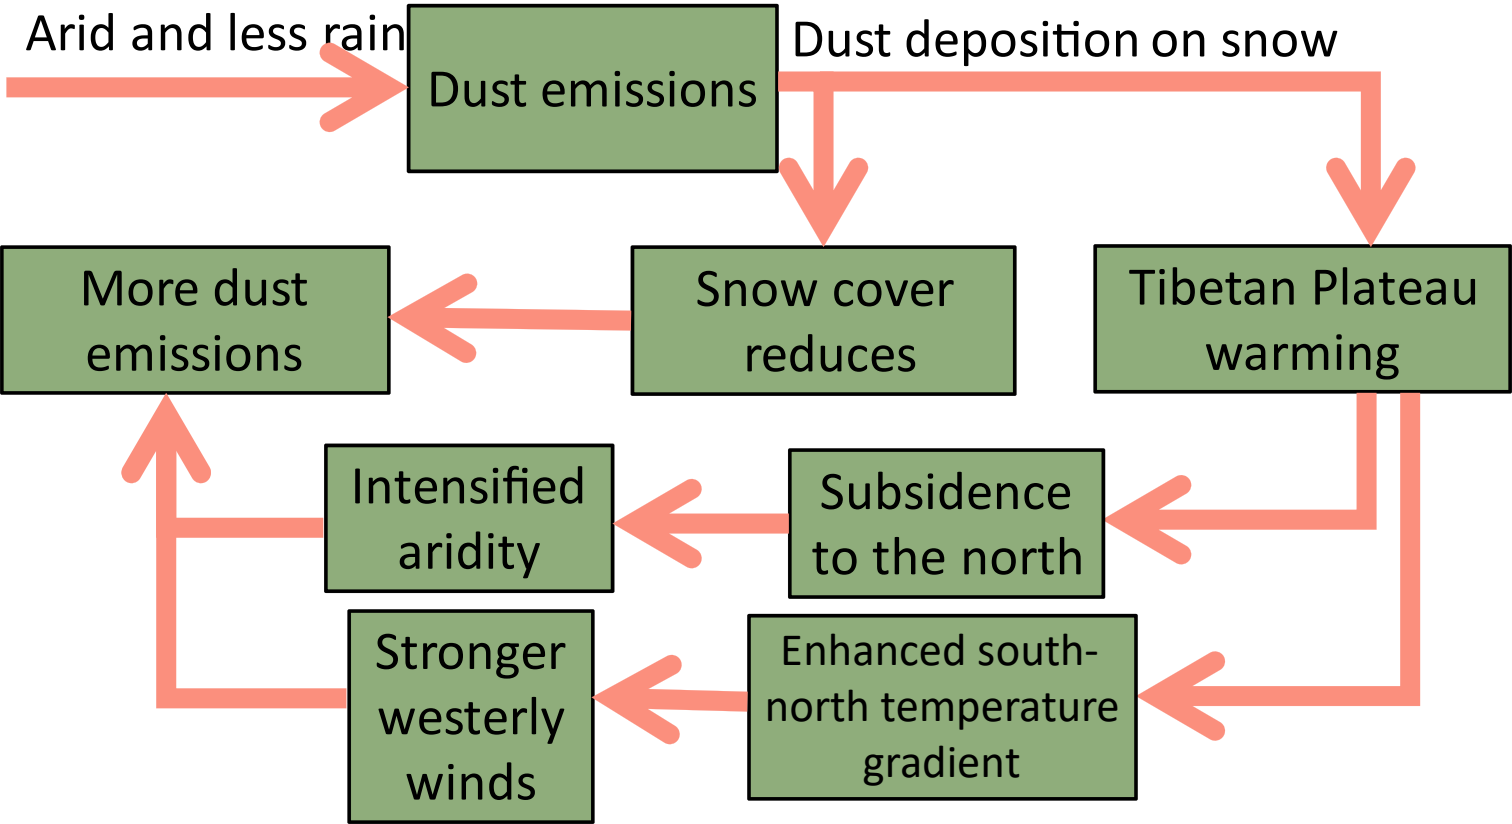 Arid and less rain
Dust emissions
Dust deposition on snow
More dust
emissions
Snow cover
reduces
Tibetan Plateau
warming
Intensified
aridity
Subsidence
to the north
Stronger
westerly
winds
Enhanced south-
north temperature
gradient